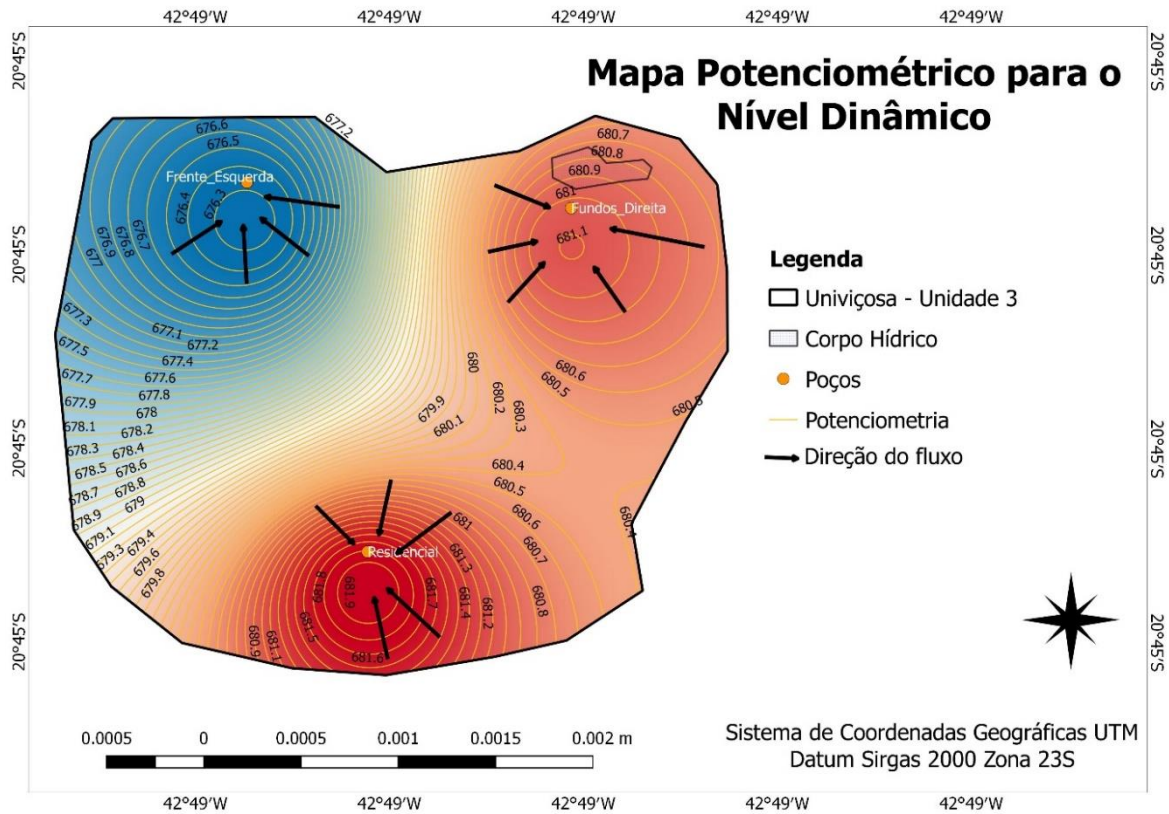 42°49'W 42°49'W 42°49'W 42°49'W 42°49'W
20°45'S 20°45'S
Mapa Potenciométrico para o
Nível Dinâmico
676.6 677.2 680.7
676.5 680.8
Frente_Esquerda 680.9
676.4 676.3 681
Fundos_Direita
676.7 681.1
676.8
676.9
677
20°45'S 20°45'S
Legenda
Univiçosa - Unidade 3
Corpo Hídrico
Poços
Potenciometria
Direção do fluxo
677.3 677.1
677.5 677.2
677.4 680 680.6
677.7 677.6 680.5
677.9 677.8 679.9 680.2
678.1 678 680.1 680.3
678.3 678.2
678.5 678.4 680.4
678.7 678.6 680.5
678.9 678.8 680.6
679.1 679 681 680.4
679.3 679.4 680.7
679.6 681.3
679.8
20°45'S 20°45'S
Residencial
681.8 681.9 681.7 681.4 680.8
681.5 681.2
680.9 681.1 681.6
20°45'S 20°45'S
0.0005 0 0.0005 0.001 0.0015 0.002 m
Sistema de Coordenadas Geográficas UTM
Datum Sirgas 2000 Zona 23S
42°49'W 42°49'W 42°49'W 42°49'W 42°49'W